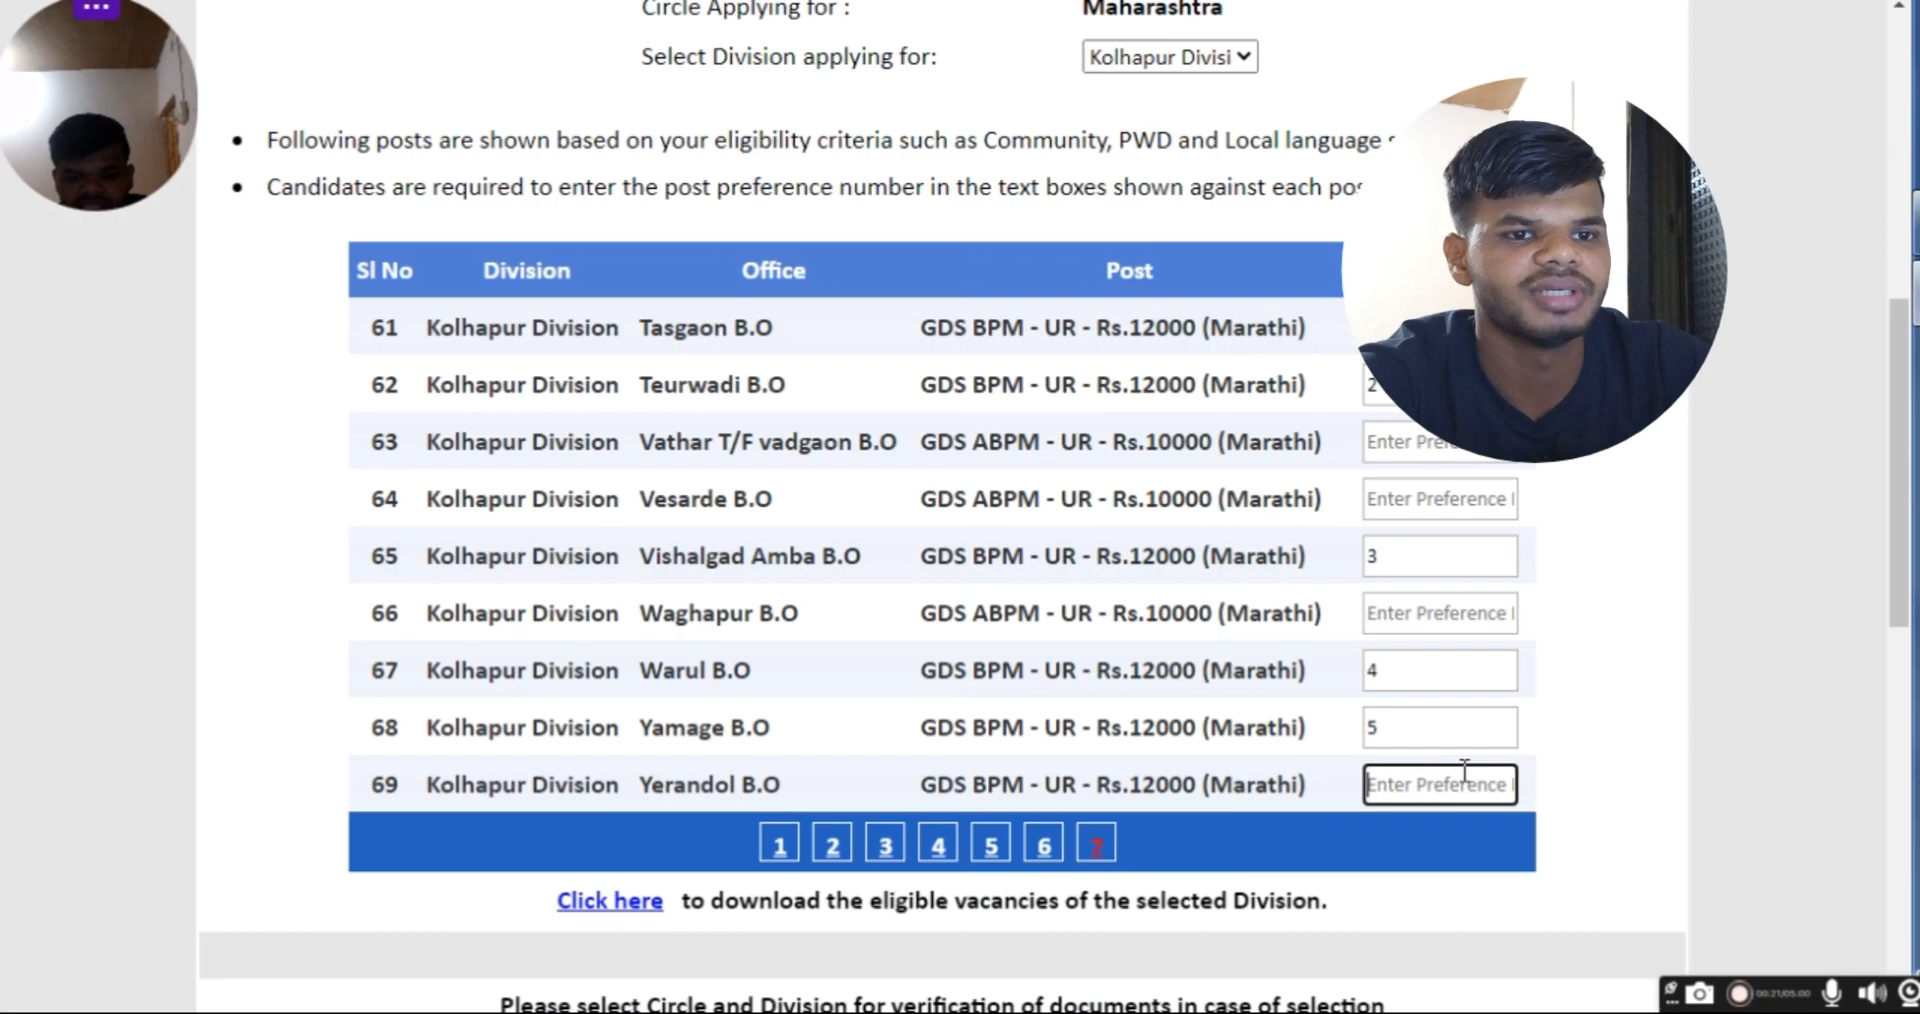 Circle Applying for : Maharashtra
Select Division applying for: Kolhapur Divisi
Following posts are shown based on your eligibility criteria such as Community, PWD and Local language
Candidates are required to enter the post preference number in the text boxes shown against each
Sl No Division Office Post
61 Kolhapur Division Tasgaon B.O GDS BPM - UR - Rs.12000 (Marathi)
62 Kolhapur Division Teurwadi B.O GDS BPM - UR - Rs.12000 (Marathi) 2
63 Kolhapur Division Vathar T/F vadgaon B.O GDS ABPM - UR - Rs.10000 (Marathi) Enter
64 Kolhapur Division Vesarde B.O GDS ABPM - UR - Rs.10000 (Marathi) Enter Preference
65 Kolhapur Division Vishalgad Amba B.O GDS BPM - UR - Rs.12000 (Marathi) 3
66 Kolhapur Division Waghapur B.O GDS ABPM - UR - Rs.10000 (Marathi) Enter Preference
67 Kolhapur Division Warul B.O GDS BPM - UR - Rs.12000 (Marathi) 4
68 Kolhapur Division Yamage B.O GDS BPM - UR - Rs.12000 (Marathi) 5
69 Kolhapur Division Yerandol B.O GDS BPM - UR - Rs.12000 (Marathi) Enter Preference
1 2 3 4 5 6 7
Click here to download the eligible vacancies of the selected Division.
Please select Circle and Division for verification of documents in case of selection
00:21/05:00